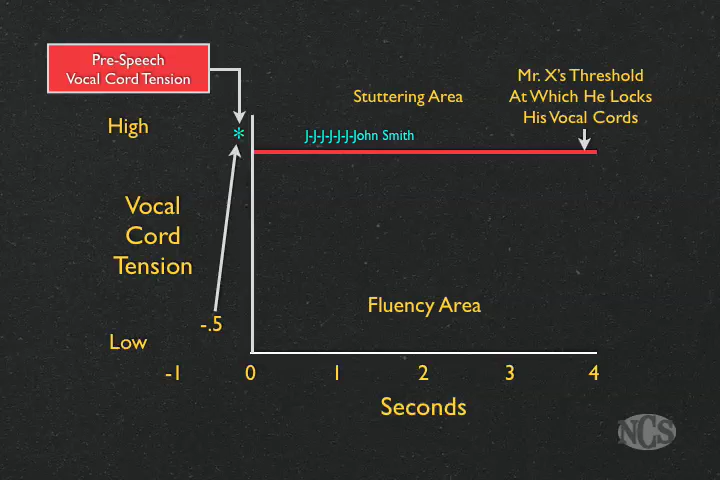 Pre-Speech
Vocal Cord Tension
Mr. X's Threshold
At Which He Locks
His Vocal Cords
Stuttering Area
High
*
J-J-J-J-J-J-John Smith
Vocal
Cord
Tension
Fluency Area
-.5
Low
-1 0 1 2 3 4
Seconds
NCS